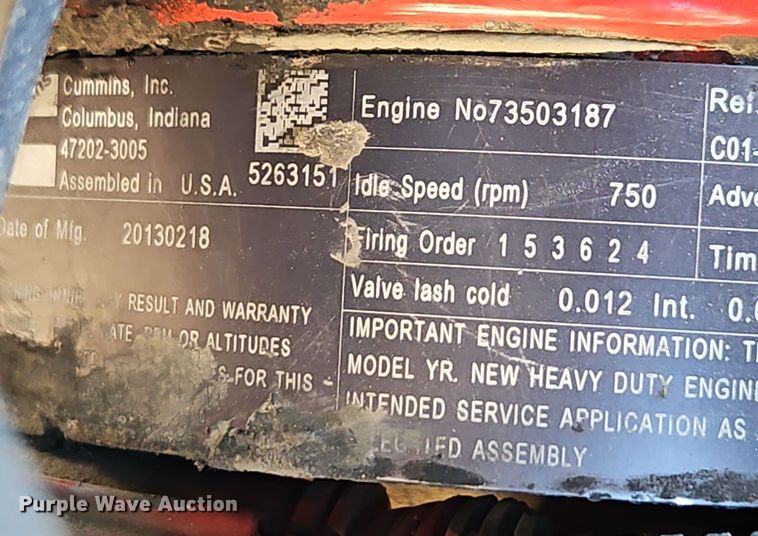 Cummins, Inc.
Columbus, Indiana
47202-3005
Assembled in U.S.A. 5263151
Date of Mfg. 20130218
RESULT AND WARRANTY
OR ALTITUDES
FOR THIS
Engine No73503187
Idle Speed (rpm) 750
Firing Order 1 5 3 6 2 4
Valve lash cold 0.012 Int. 0.
IMPORTANT ENGINE INFORMATION: T
MODEL YR. NEW HEAVY DUTY ENGINE
INTENDED SERVICE APPLICATION AS
ASSEMBLY
Ref.
C01-
Adve
Tim
Purple Wave Auction